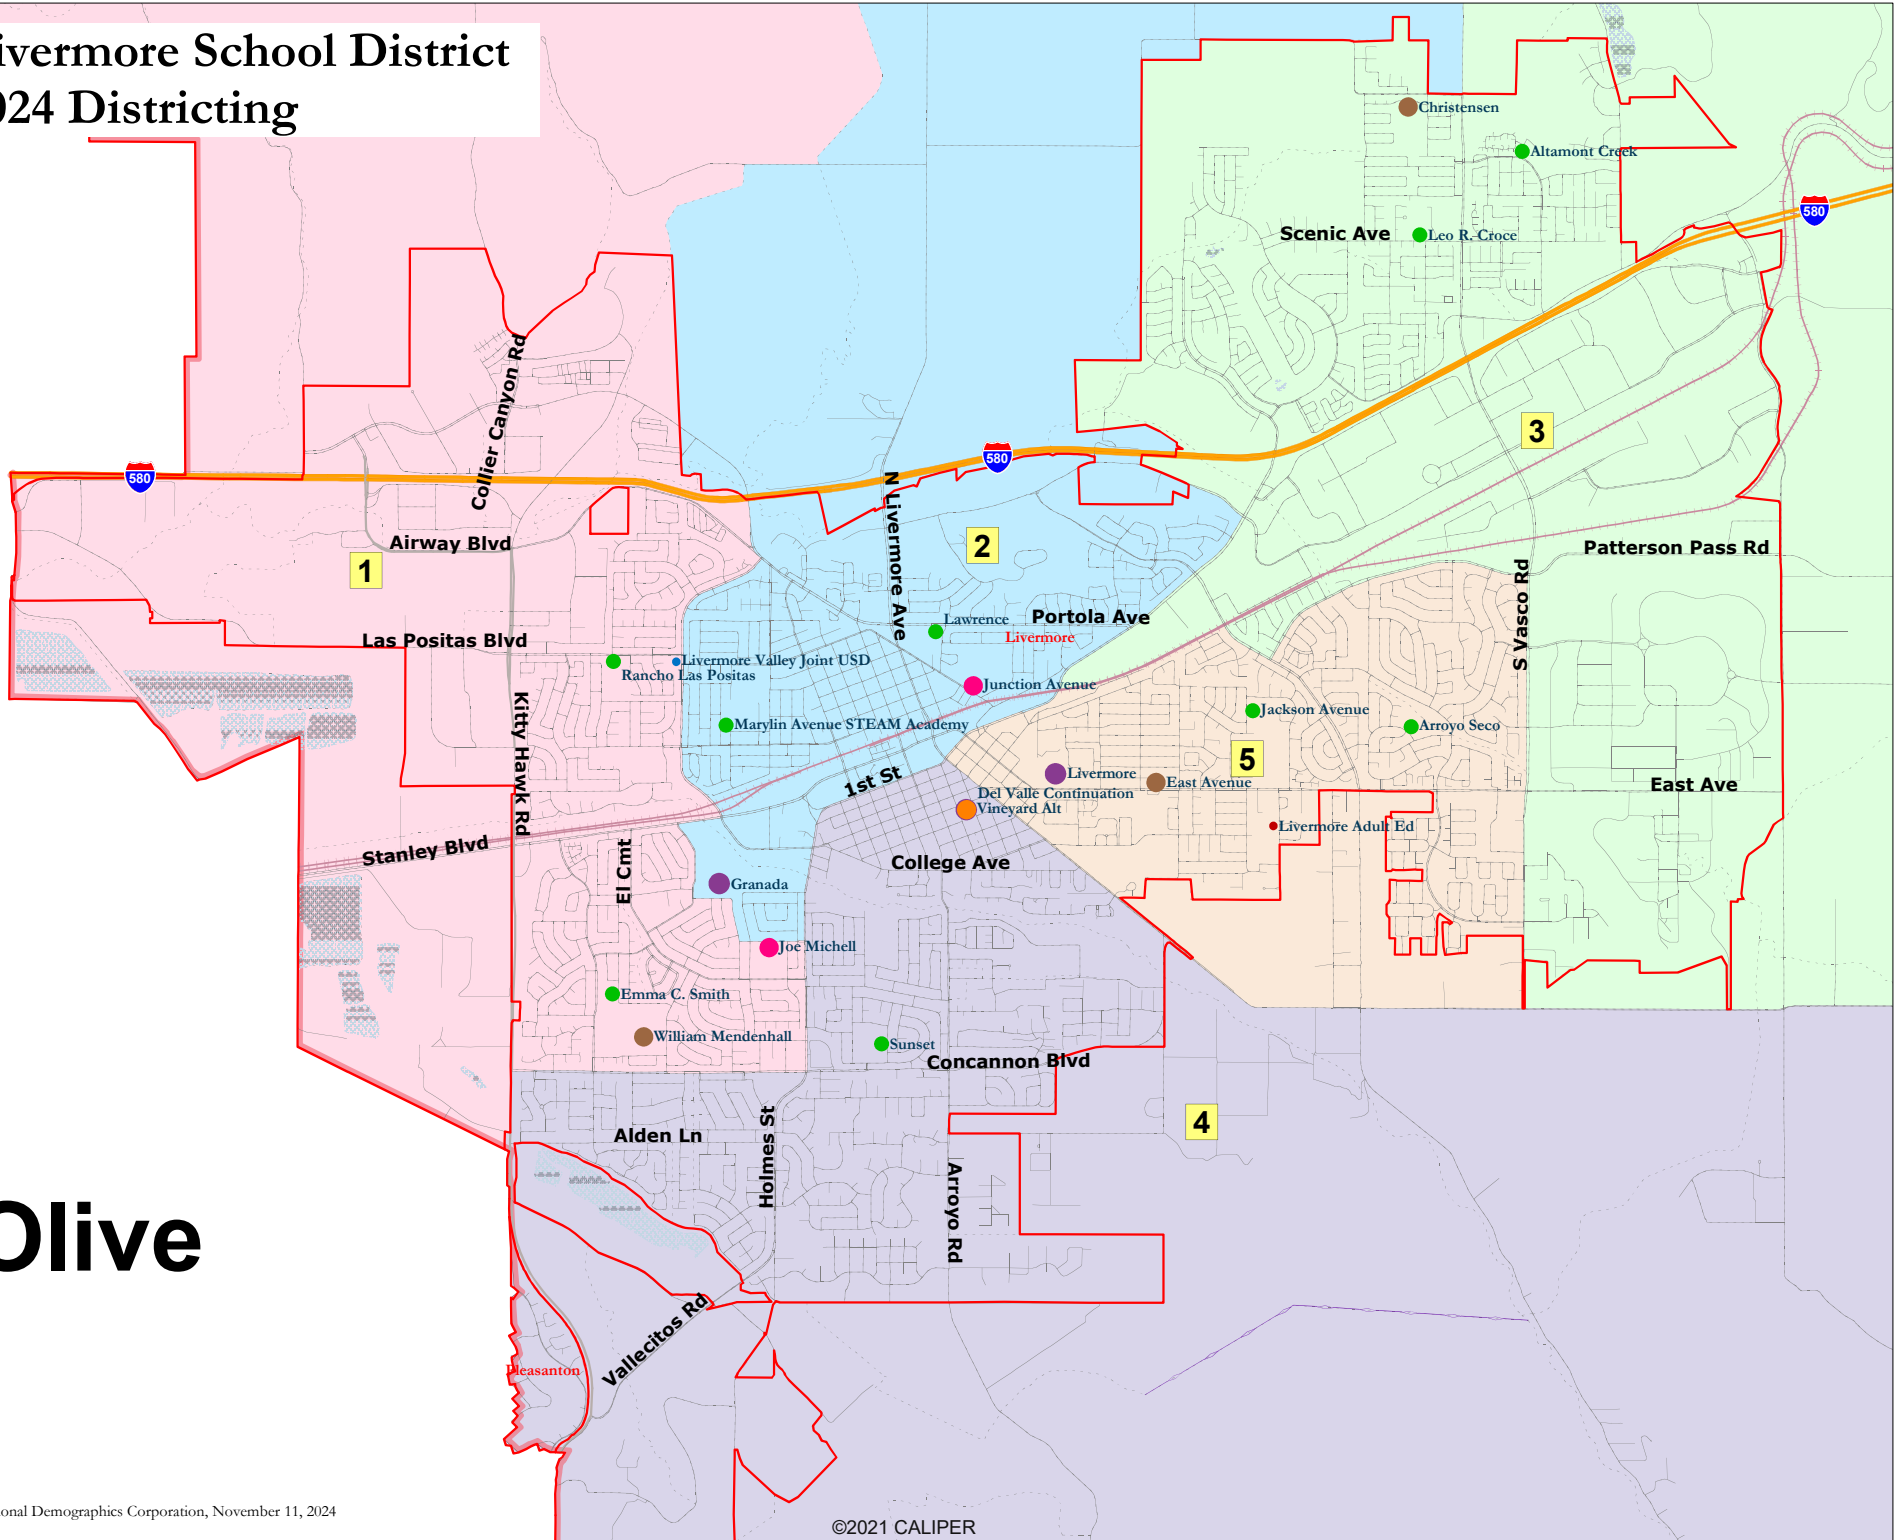 ivermore School District
024 Districting
Christensen
Altamont Creek
580
Scenic Ave
Leo R. Croce
Collier Canyon Rd
3
580
580
N Livermore Ave
Airway Blvd
2
Patterson Pass Rd
1
S Vasco Rd
Lawrence
Portola Ave
Livermore
Las Positas Blvd
Livermore Valley Joint USD
Rancho Las Positas
Junction Avenue
Kitty Hawk Rd
Jackson Avenue
Marylin Avenue STEAM Academy
Arroyo Seco
5
1st St
Livermore
East Avenue
East Ave
Del Valle Continuation
Vineyard Alt
Livermore Adult Ed
Stanley Blvd
El Cmt
College Ave
Granada
Joe Michell
Emma C. Smith
William Mendenhall
Sunset
Concannon Blvd
Alden Ln
Holmes St
4
Arroyo Rd
Olive
Vallecitos Rd
Pleasanton
onal Demographics Corporation, November 11, 2024
©2021 CALIPER